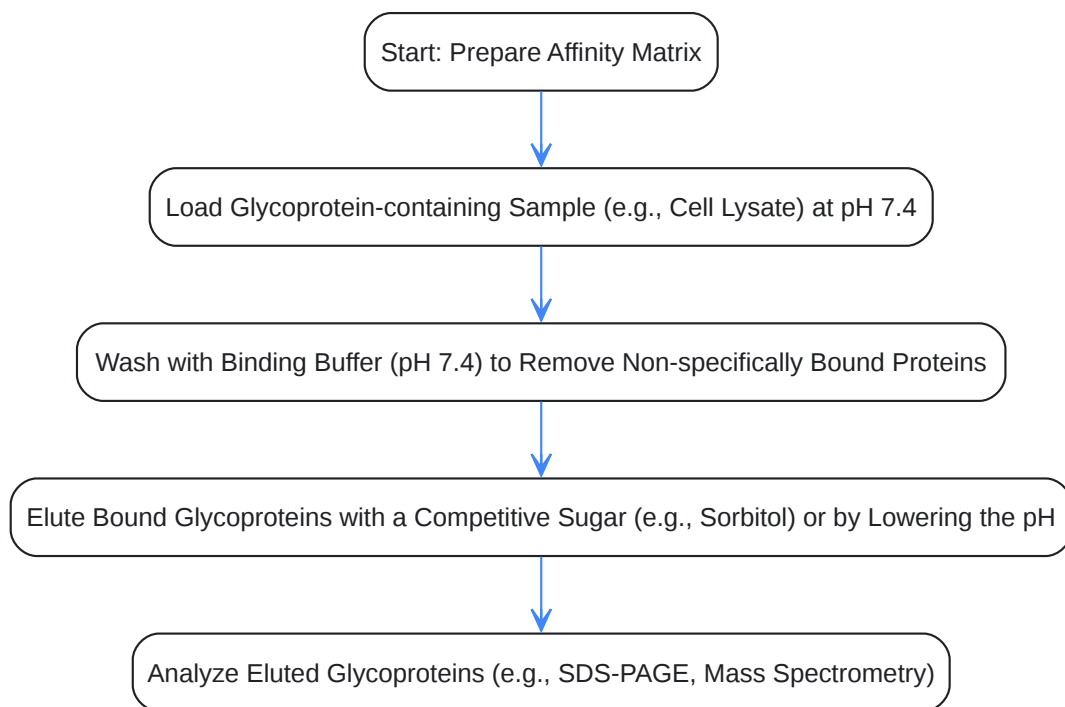 Start: Prepare Affinity Matrix
Load Glycoprotein-containing Sample (e.g., Cell Lysate) at pH 7.4
Wash with Binding Buffer (pH 7.4) to Remove Non-specifically Bound Proteins
Elute Bound Glycoproteins with a Competitive Sugar (e.g., Sorbitol) or by Lowering the pH
Analyze Eluted Glycoproteins (e.g., SDS-PAGE, Mass Spectrometry)